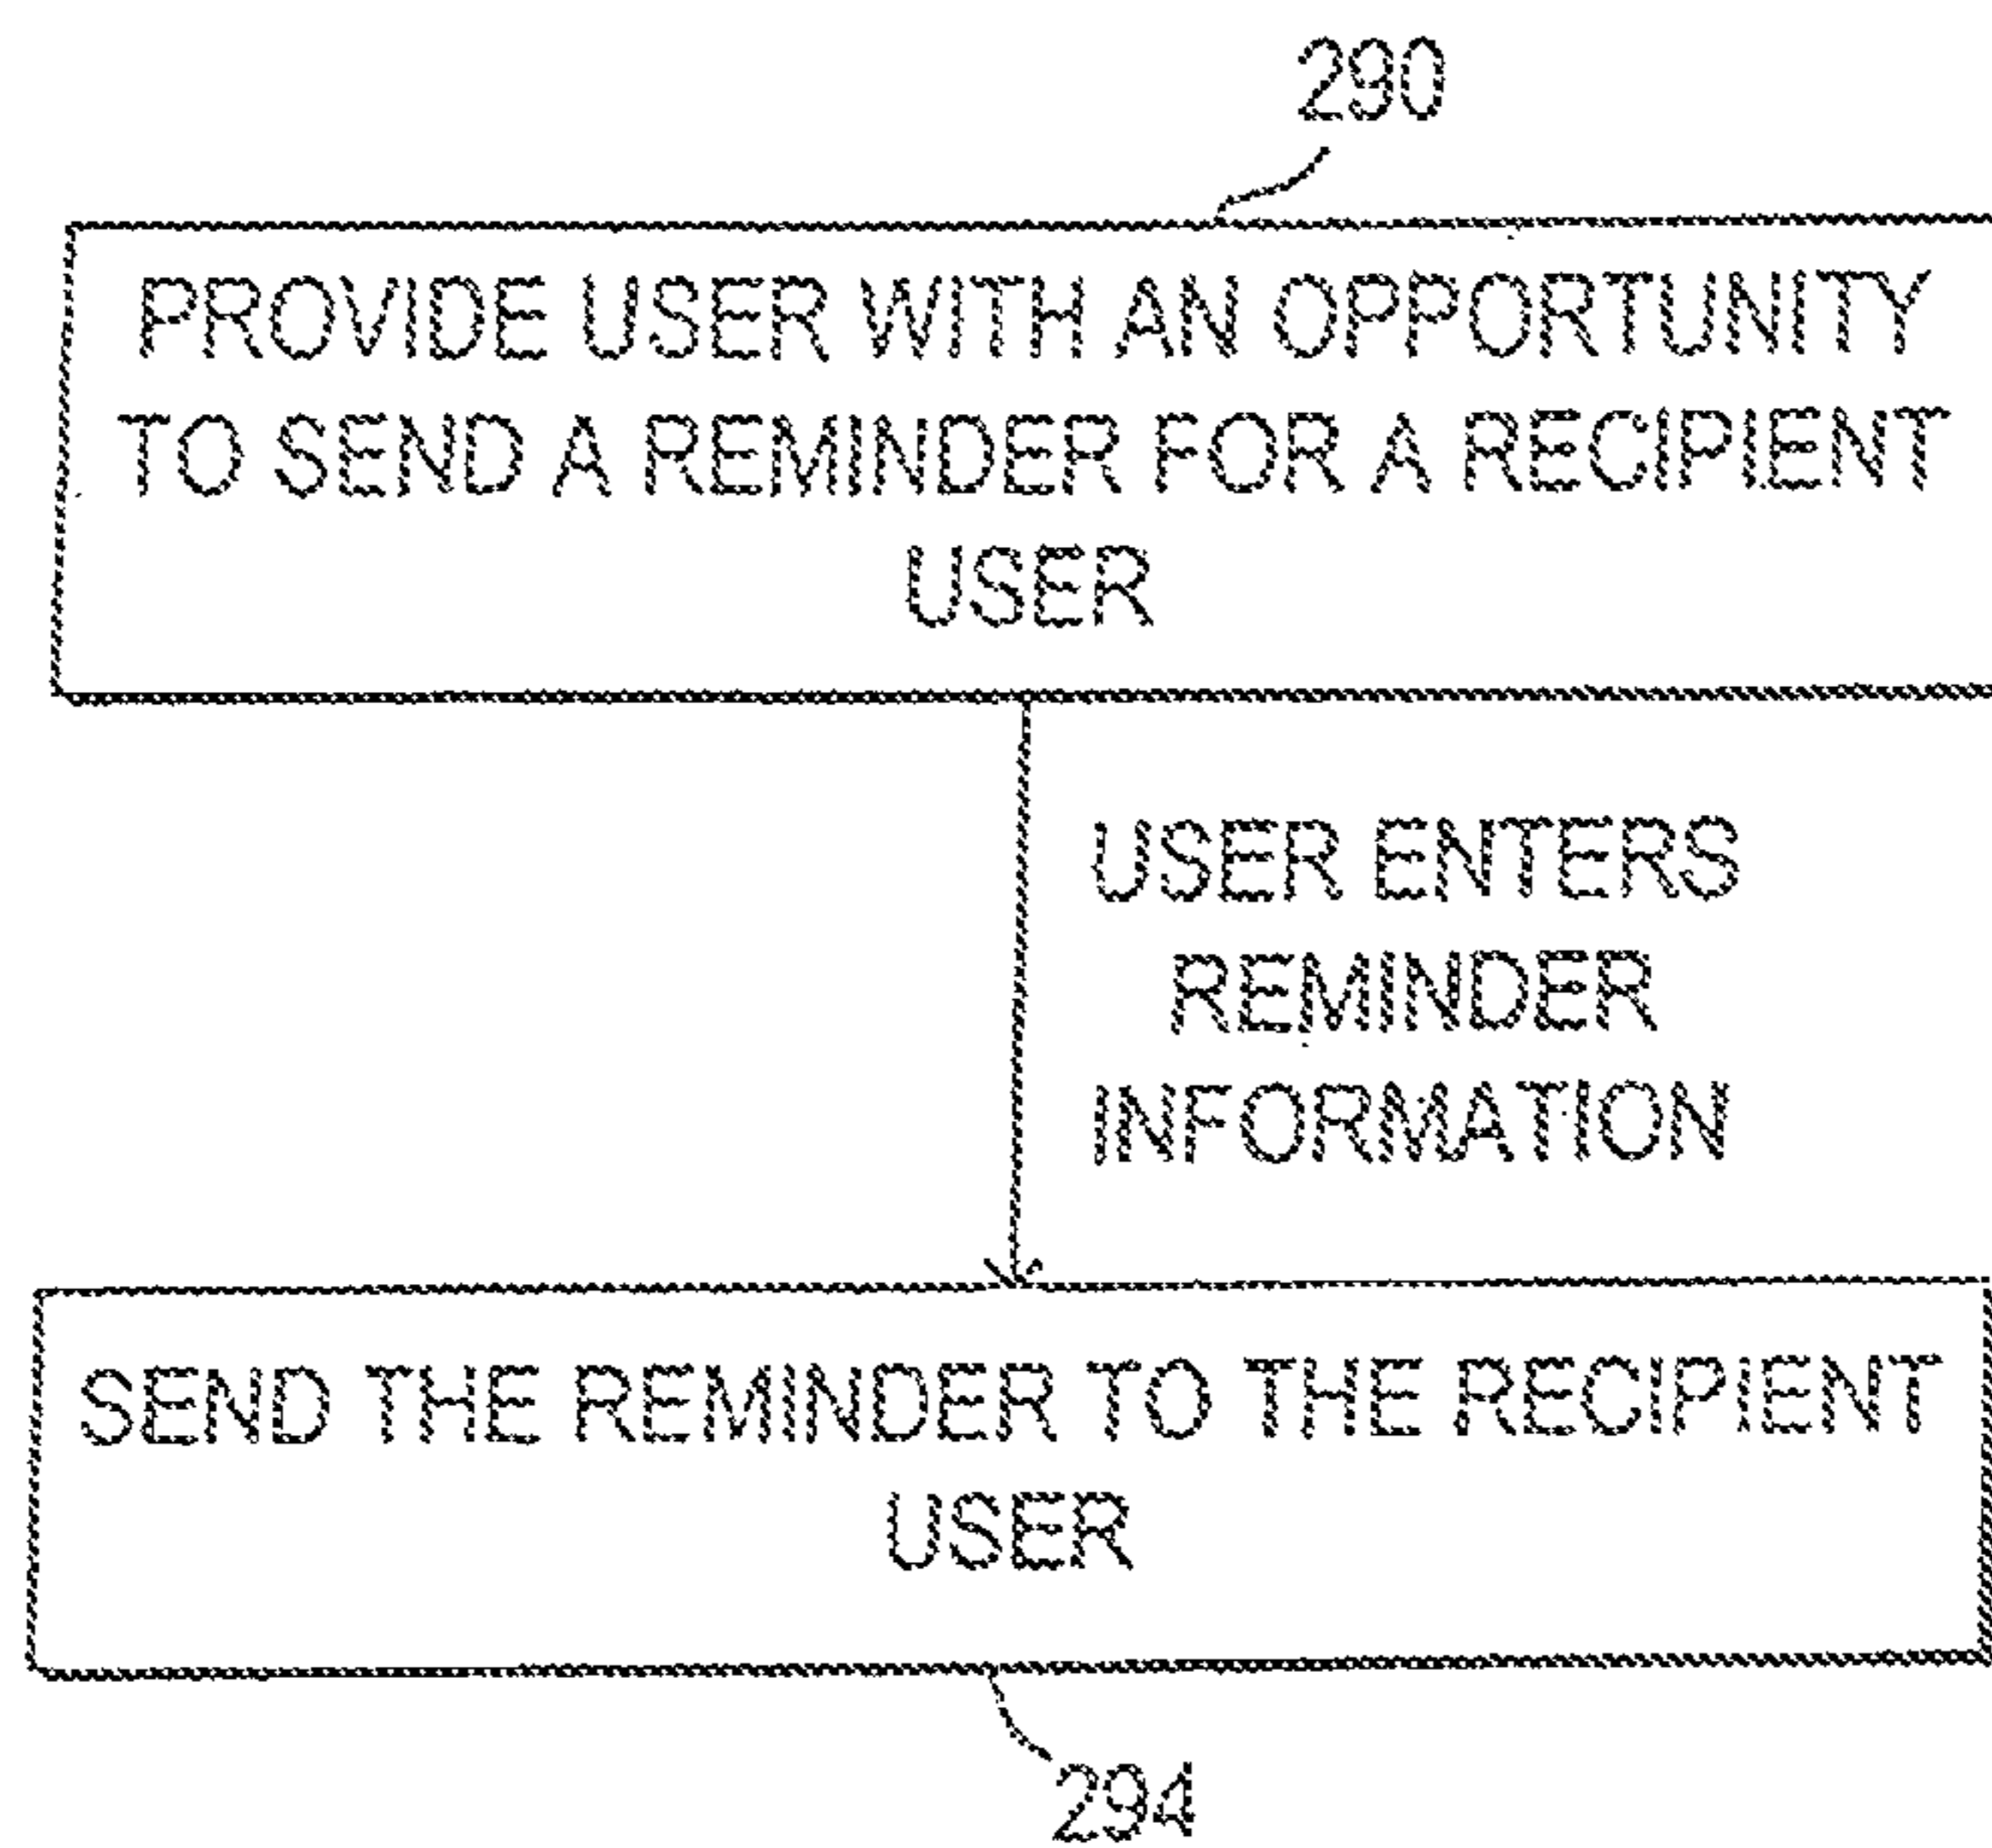 290
PROVIDE USER WITH AN OPPORTUNITY
TO SEND A REMINDER FOR A RECIPIENT
USER
USER ENTERS
REMINDER
INFORMATION
SEND THE REMINDER TO THE RECIPIENT
USER
294